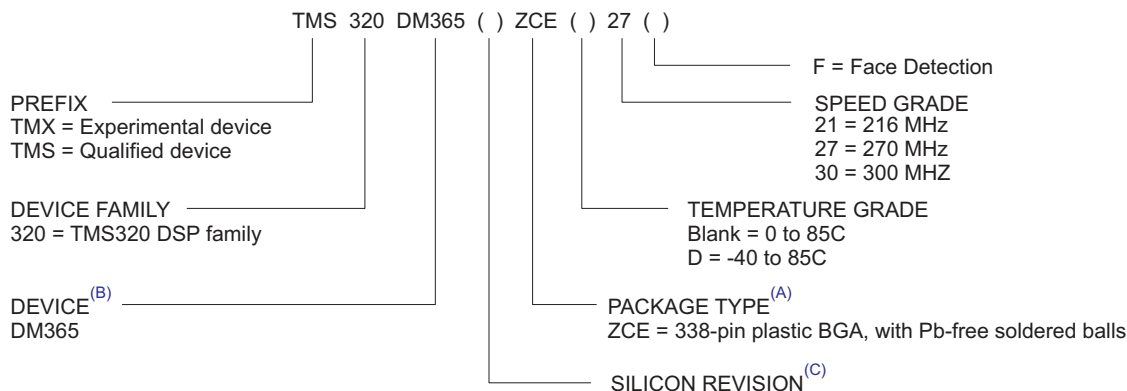 TMS 320 DM365 ( ) ZCE ( ) 27 ( )
F = Face Detection
PREFIX
TMX = Experimental device
TMS = Qualified device
SPEED GRADE
21 = 216 MHz
27 = 270 MHz
30 = 300 MHZ
DEVICE FAMILY
320 = TMS320 DSP family
TEMPERATURE GRADE
Blank = 0 to 85C
D = -40 to 85C
DEVICE(B)
DM365
PACKAGE TYPE(A)
ZCE = 338-pin plastic BGA, with Pb-free soldered balls
SILICON REVISION(C)